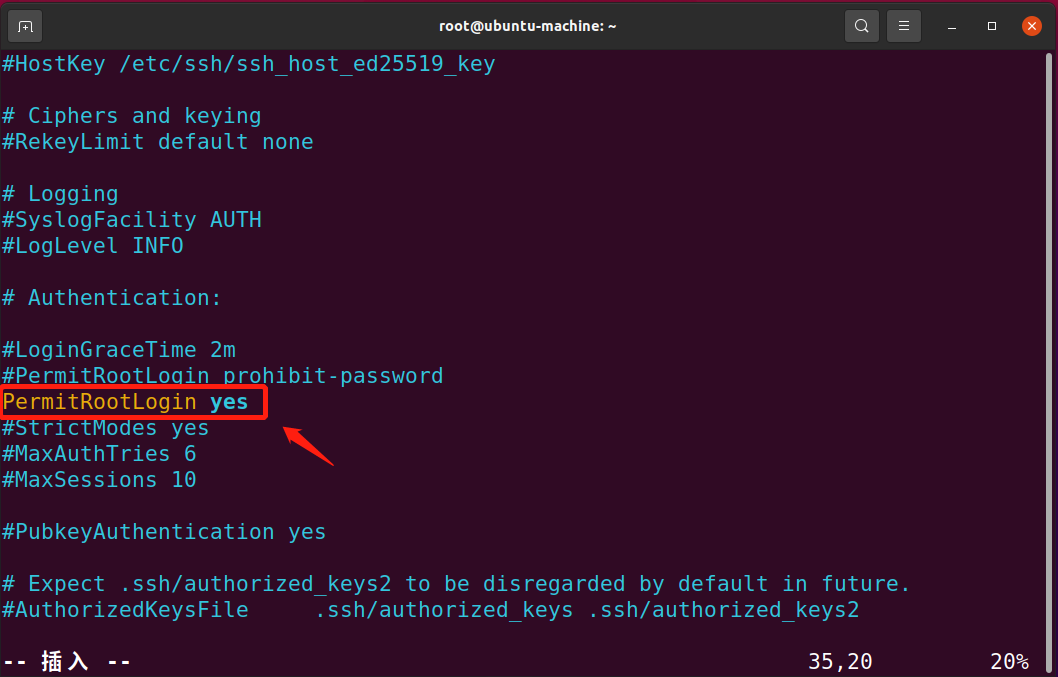 root@ubuntu-machine: ~
#HostKey /etc/ssh/ssh_host_ed25519_key
# Ciphers and keying
#RekeyLimit default none
# Logging
#SyslogFacility AUTH
#LogLevel INFO
# Authentication:
#LoginGraceTime 2m
#PermitRootLogin prohibit-password
PermitRootLogin yes
#StrictModes yes
#MaxAuthTries 6
#MaxSessions 10
#PubkeyAuthentication yes
# Expect .ssh/authorized_keys2 to be disregarded by default in future.
#AuthorizedKeysFile     .ssh/authorized_keys .ssh/authorized_keys2
-- 插入 -- 35,20 20%